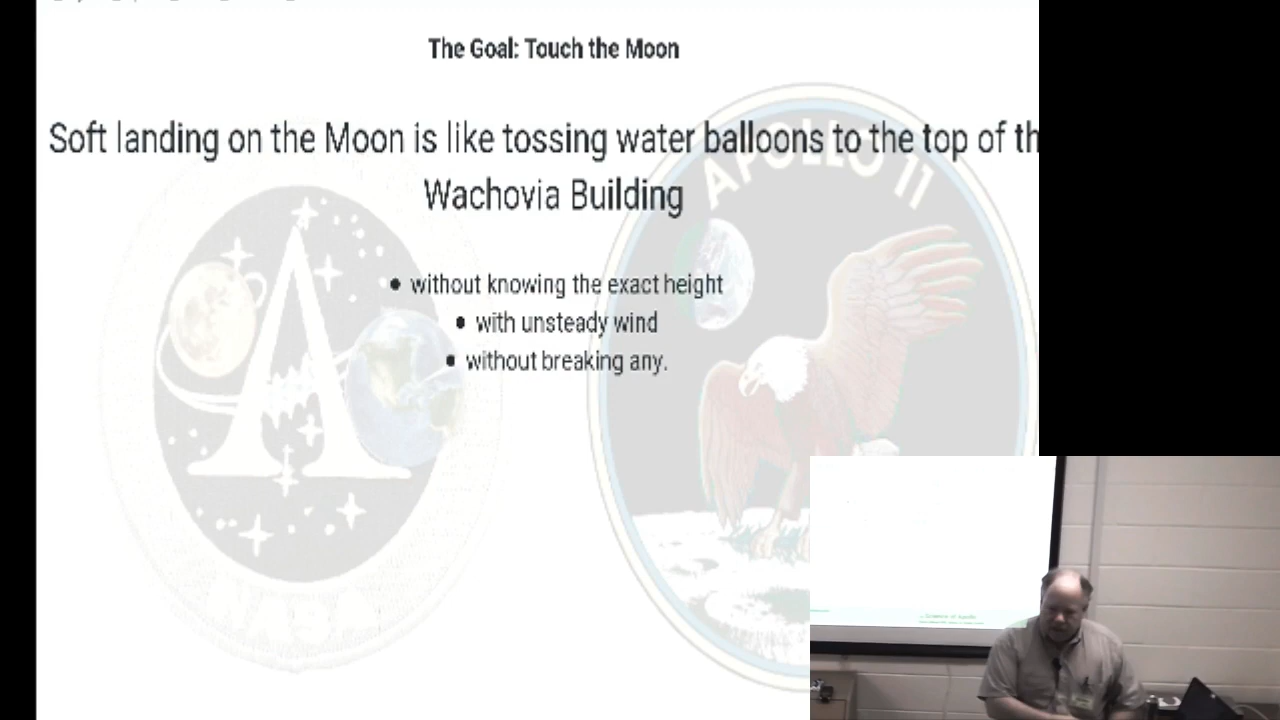 The Goal: Touch the Moon
Soft landing on the Moon is like tossing water balloons to the top of th
Wachovia Building
• without knowing the exact height
• with unsteady wind
• without breaking any.
APOLLO 11
NASA